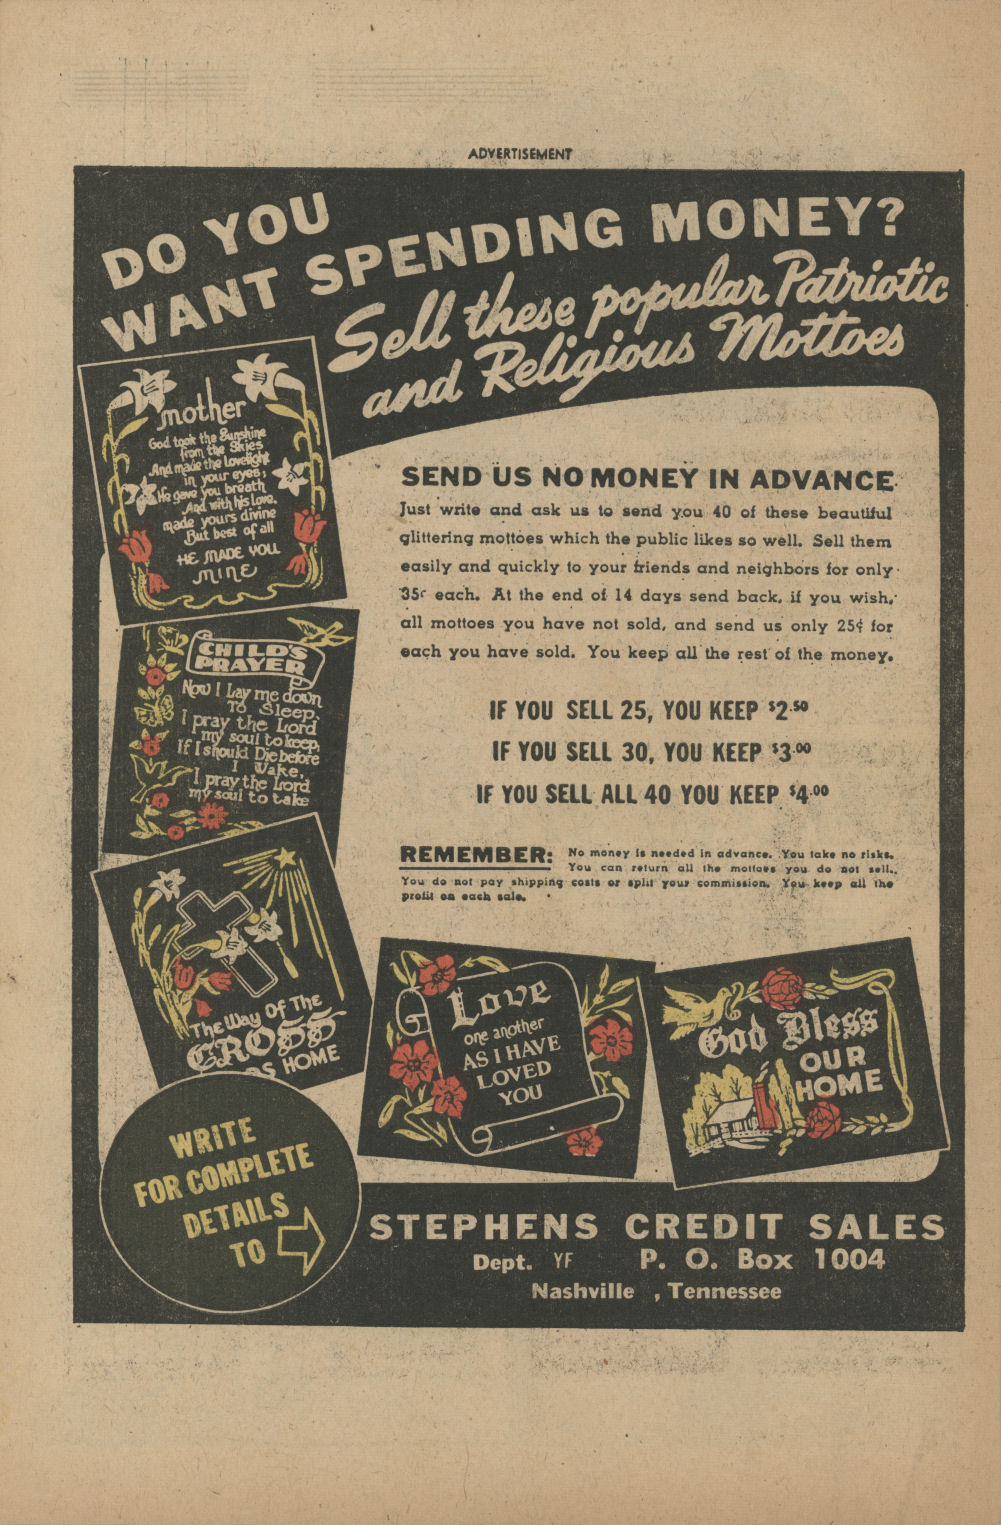 ADVERTISEMENT
DO YOU
WANT SPENDING MONEY?
Sell these popular Patriotic
and Religious Mottoes
mother
God took the Sunshine
from the Skies
And made the Lovelight
in your eyes;
He gave you breath
And with his love,
made yours divine
But best of all
HE MADE YOU
MINE
CHILD'S
PRAYER
Now I Lay me down
To Sleep,
I pray the Lord
my soul to keep,
If I should Die before
I Wake,
I pray the Lord
my soul to take
The Way Of The
CROSS
DS HOME
SEND US NO MONEY IN ADVANCE.
Just write and ask us to send you 40 of these beautiful
glittering mottoes which the public likes so well. Sell them
easily and quickly to your friends and neighbors for only
35¢ each. At the end of 14 days send back, if you wish,
all mottoes you have not sold, and send us only 25¢ for
each you have sold. You keep all the rest of the money.
IF YOU SELL 25, YOU KEEP $2.50
IF YOU SELL 30, YOU KEEP $3.00
IF YOU SELL ALL 40 YOU KEEP $4.00
REMEMBER: No money is needed in advance. You take no risks.
You can return all the mottoes you do not sell.
You do not pay shipping costs or split your commission. You keep all the
profit on each sale.
Love
one another
AS I HAVE
LOVED
YOU
God Bless
OUR
HOME
WRITE
FOR COMPLETE
DETAILS
TO
STEPHENS CREDIT SALES
Dept. YF P. O. Box 1004
Nashville , Tennessee